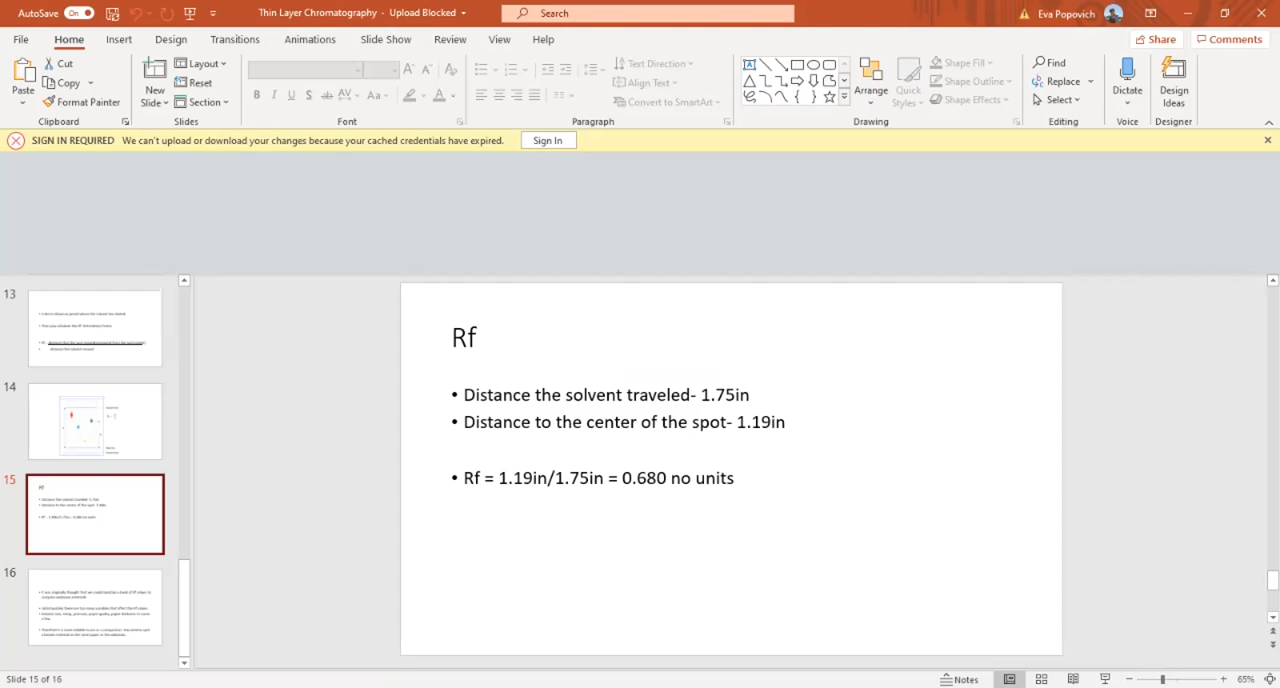 AutoSave On Thin Layer Chromatography - Upload Blocked Search Eva Popovich
File Home Insert Design Transitions Animations Slide Show Review View Help Share Comments
Paste Cut Copy Format Painter
Clipboard
New Slide Layout Reset Section
Slides
B I U S ab AV Aa A
Font
Text Direction
Align Text
Convert to SmartArt
Paragraph
Arrange Quick Styles Shape Fill Shape Outline Shape Effects
Drawing
Find
Replace
Select
Editing
Dictate
Voice
Design Ideas
Designer
SIGN IN REQUIRED We can't upload or download your changes because your cached credentials have expired. Sign In
13
14
15
Rf
16
Rf
• Distance the solvent traveled- 1.75in
• Distance to the center of the spot- 1.19in
• Rf = 1.19in/1.75in = 0.680 no units
Slide 15 of 16 Notes 65%